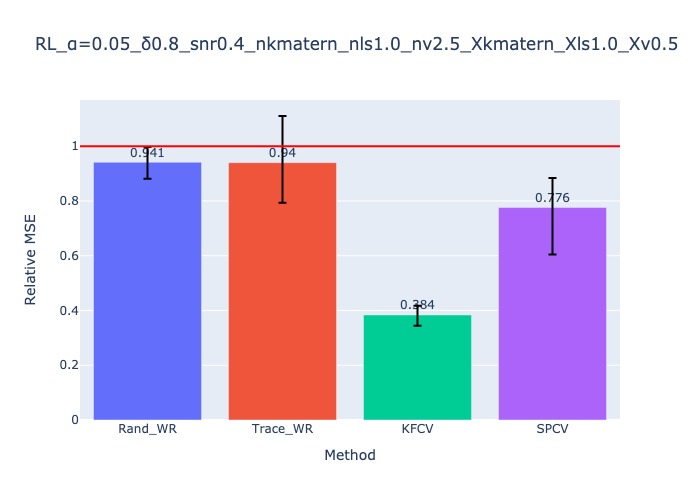 RL_α=0.05_δ0.8_snr0.4_nkmatern_nls1.0_nv2.5_Xkmatern_Xls1.0_Xv0.5
Relative MSE
1
0.8
0.6
0.4
0.2
0
0.941
0.94
0.384
0.776
Rand_WR
Trace_WR
KFCV
SPCV
Method